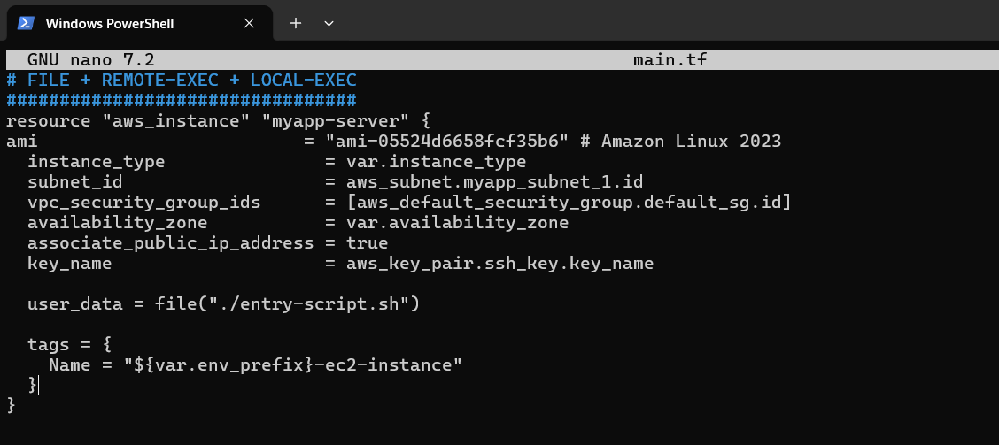 Windows PowerShell
GNU nano 7.2 main.tf
# FILE + REMOTE-EXEC + LOCAL-EXEC
#################################
resource "aws_instance" "myapp-server" {
ami                         = "ami-05524d6658fcf35b6" # Amazon Linux 2023
  instance_type               = var.instance_type
  subnet_id                   = aws_subnet.myapp_subnet_1.id
  vpc_security_group_ids      = [aws_default_security_group.default_sg.id]
  availability_zone           = var.availability_zone
  associate_public_ip_address = true
  key_name                    = aws_key_pair.ssh_key.key_name
  user_data = file("./entry-script.sh")
  tags = {
    Name = "${var.env_prefix}-ec2-instance"
  }
}